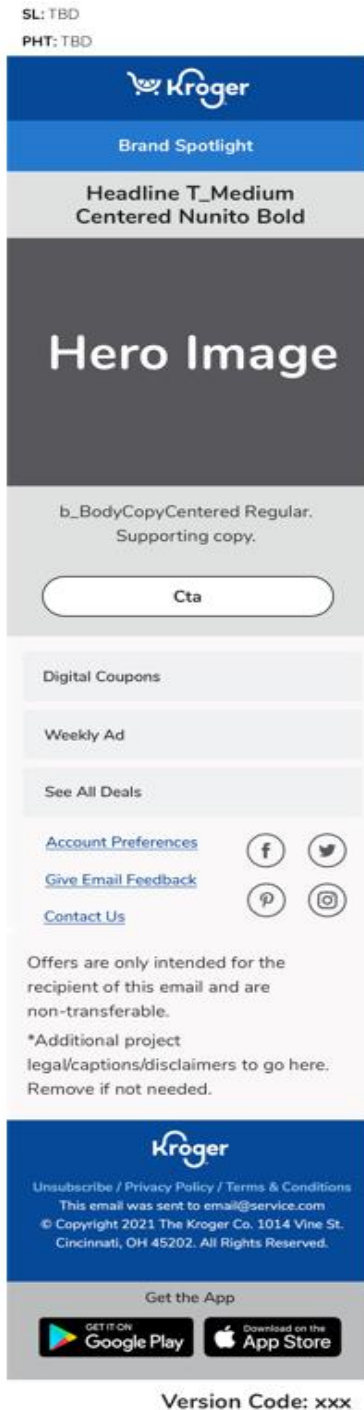 SL: TBD
PHT: TBD
Kroger
Brand Spotlight
Headline T_Medium
Centered Nunito Bold
Hero Image
b_BodyCopyCentered Regular.
Supporting copy.
Cta
Digital Coupons
Weekly Ad
See All Deals
Account Preferences
Give Email Feedback
Contact Us
Offers are only intended for the
recipient of this email and are
non-transferable.
*Additional project
legal/captions/disclaimers to go here.
Remove if not needed.
Kroger
Unsubscribe / Privacy Policy / Terms & Conditions
This email was sent to email@service.com
© Copyright 2021 The Kroger Co. 1014 Vine St.
Cincinnati, OH 45202. All Rights Reserved.
Get the App
GET IT ON
Google Play
Download on the
App Store
Version Code: xxx